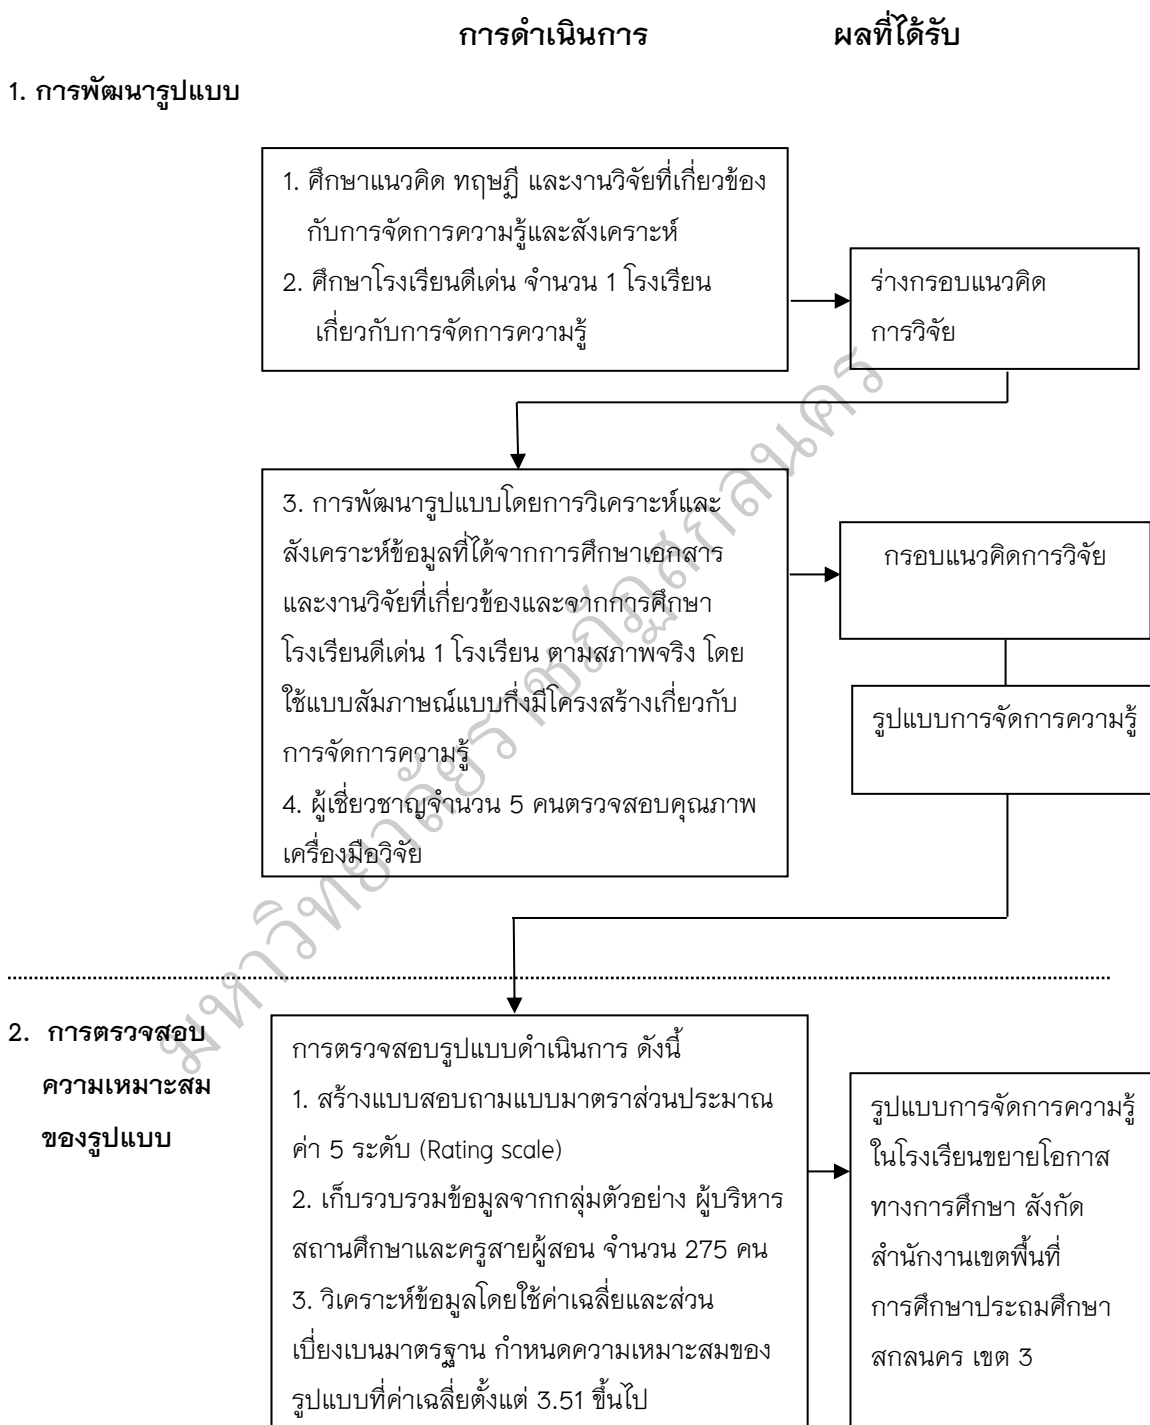 การดำเนินการ ผลที่ได้รับ
1. การพัฒนารูปแบบ
1. ศึกษาแนวคิด ทฤษฎี และงานวิจัยที่เกี่ยวข้อง
กับการจัดการความรู้และสังเคราะห์
2. ศึกษาโรงเรียนดีเด่น จำนวน 1 โรงเรียน
เกี่ยวกับการจัดการความรู้
ร่างกรอบแนวคิด
การวิจัย
3. การพัฒนารูปแบบโดยการวิเคราะห์และ
สังเคราะห์ข้อมูลที่ได้จากการศึกษาเอกสาร
และงานวิจัยที่เกี่ยวข้องและจากการศึกษา
โรงเรียนดีเด่น 1 โรงเรียน ตามสภาพจริง โดย
ใช้แบบสัมภาษณ์แบบกึ่งมีโครงสร้างเกี่ยวกับ
การจัดการความรู้
4. ผู้เชี่ยวชาญจำนวน 5 คนตรวจสอบคุณภาพ
เครื่องมือวิจัย
กรอบแนวคิดการวิจัย
รูปแบบการจัดการความรู้
2. การตรวจสอบ
ความเหมาะสม
ของรูปแบบ
การตรวจสอบรูปแบบดำเนินการ ดังนี้
1. สร้างแบบสอบถามแบบมาตราส่วนประมาณ
ค่า 5 ระดับ (Rating scale)
2. เก็บรวบรวมข้อมูลจากกลุ่มตัวอย่าง ผู้บริหาร
สถานศึกษาและครูสายผู้สอน จำนวน 275 คน
3. วิเคราะห์ข้อมูลโดยใช้ค่าเฉลี่ยและส่วน
เบี่ยงเบนมาตรฐาน กำหนดความเหมาะสมของ
รูปแบบที่ค่าเฉลี่ยตั้งแต่ 3.51 ขึ้นไป
รูปแบบการจัดการความรู้
ในโรงเรียนขยายโอกาส
ทางการศึกษา สังกัด
สำนักงานเขตพื้นที่
การศึกษาประถมศึกษา
สกลนคร เขต 3
มหาวิทยาลัยราชภัฏสกลนคร